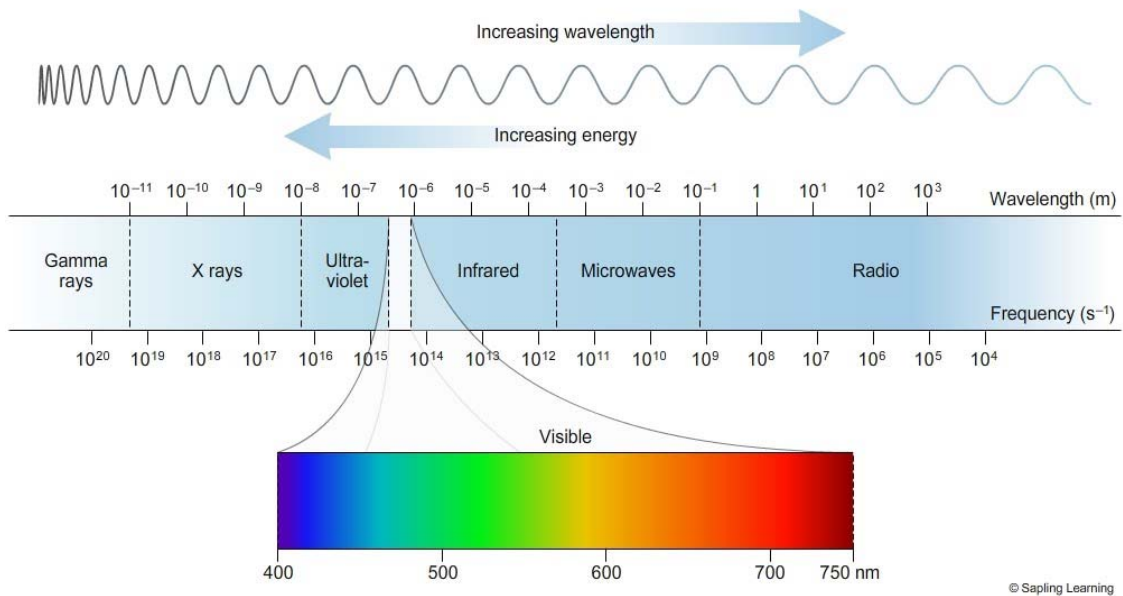 Increasing wavelength
Increasing energy
10⁻¹¹ 10⁻¹⁰ 10⁻⁹ 10⁻⁸ 10⁻⁷ 10⁻⁶ 10⁻⁵ 10⁻⁴ 10⁻³ 10⁻² 10⁻¹ 1 10¹ 10² 10³ Wavelength (m)
Gamma
rays
X rays
Ultra-
violet
Infrared
Microwaves
Radio
Frequency (s⁻¹)
10²⁰ 10¹⁹ 10¹⁸ 10¹⁷ 10¹⁶ 10¹⁵ 10¹⁴ 10¹³ 10¹² 10¹¹ 10¹⁰ 10⁹ 10⁸ 10⁷ 10⁶ 10⁵ 10⁴
Visible
400 500 600 700 750 nm
© Sapling Learning